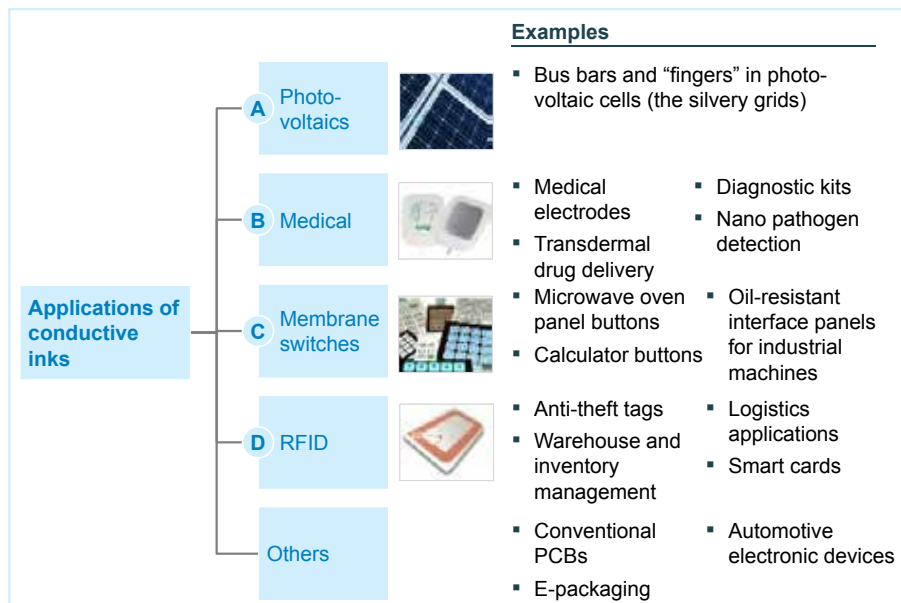 Examples
A
Photo-
voltaics
▪ Bus bars and “fingers” in photo-
voltaic cells (the silvery grids)
B
Medical
▪ Medical
electrodes
▪ Transdermal
drug delivery
▪ Diagnostic kits
▪ Nano pathogen
detection
Applications of
conductive
inks
C
Membrane
switches
▪ Microwave oven
panel buttons
▪ Calculator buttons
▪ Oil-resistant
interface panels
for industrial
machines
D
RFID
▪ Anti-theft tags
▪ Warehouse and
inventory
management
▪ Logistics
applications
▪ Smart cards
Others
▪ Conventional
PCBs
▪ E-packaging
▪ Automotive
electronic devices